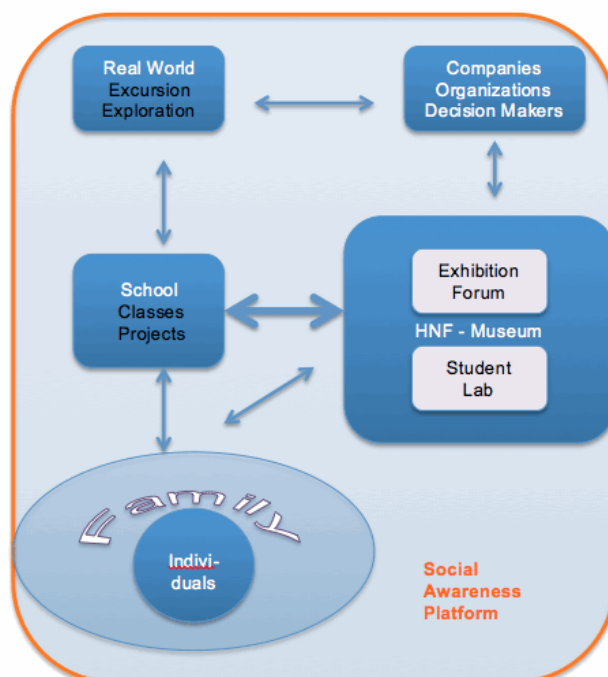 Real World
Excursion
Exploration
Companies
Organizations
Decision Makers
School
Classes
Projects
Exhibition
Forum
HNF - Museum
Student
Lab
Family
Indivi-
duals
Social
Awareness
Platform